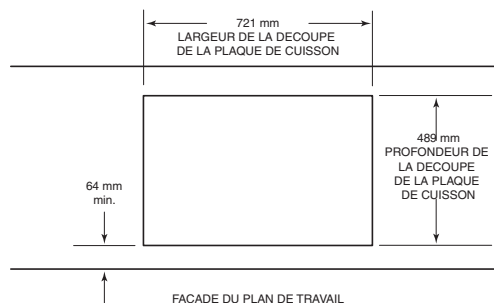 721 mm
LARGEUR DE LA DECOUPE
DE LA PLAQUE DE CUISSON
489 mm
PROFONDEUR DE
LA DECOUPE
DE LA PLAQUE
DE CUISSON
64 mm
min.
FAÇADE DU PLAN DE TRAVAIL